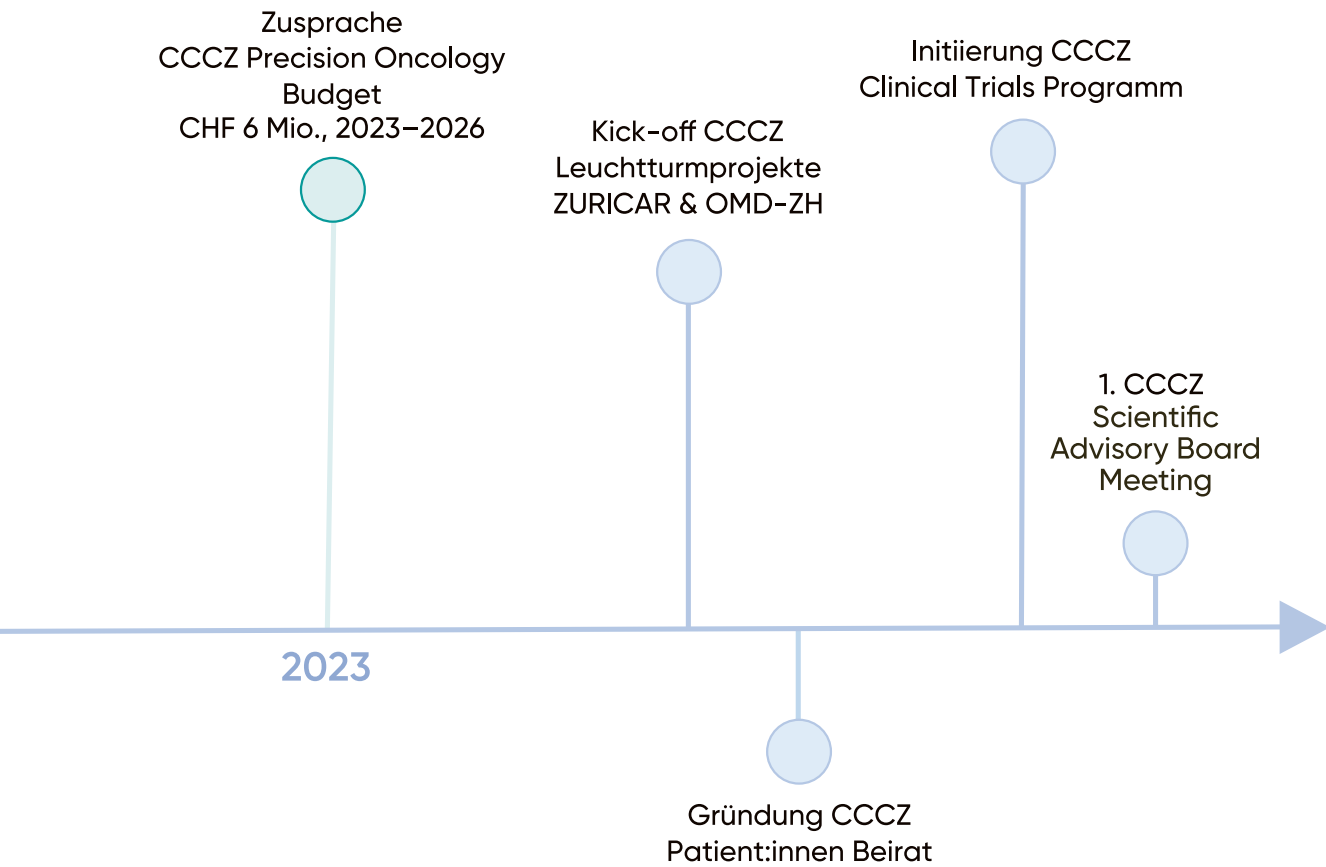 Zusprache
CCCZ Precision Oncology
Budget
CHF 6 Mio., 2023–2026
Kick-off CCCZ
Leuchtturmprojekte
ZURICAR & OMD-ZH
Initiierung CCCZ
Clinical Trials Programm
1. CCCZ
Scientific
Advisory Board
Meeting
2023
Gründung CCCZ
Patient:innen Beirat